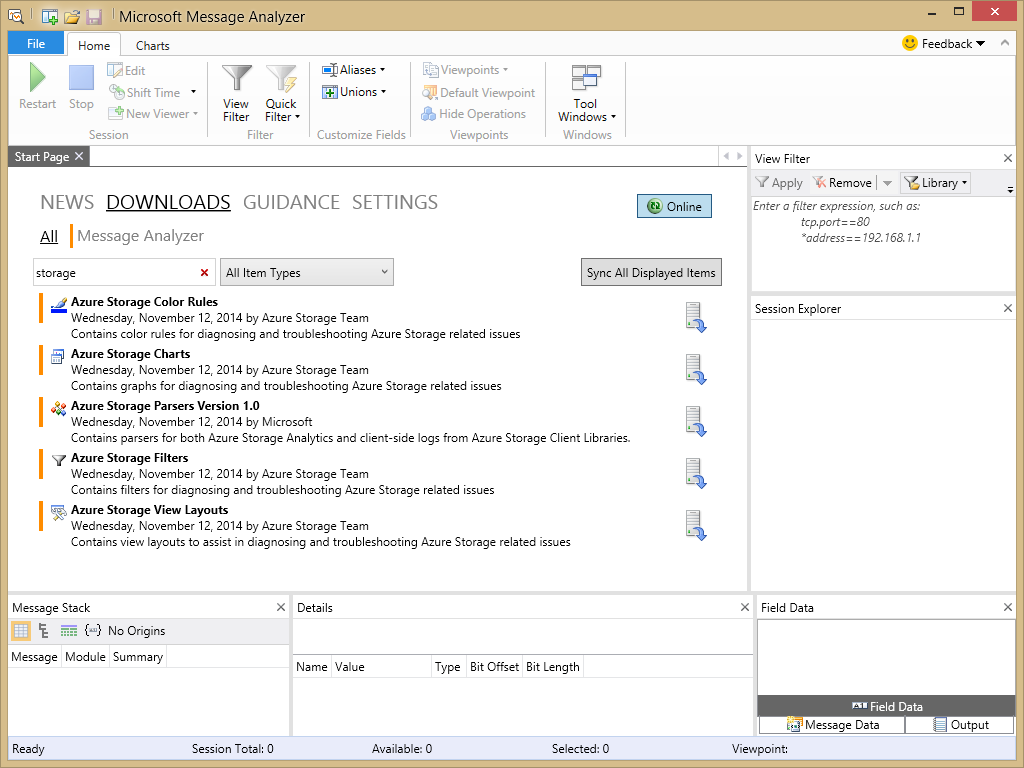 Microsoft Message Analyzer
File Home Charts Feedback
Restart Stop Edit Shift Time New Viewer
Session
View Filter Quick Filter
Filter
Aliases
Unions
Customize Fields
Viewpoints
Default Viewpoint
Hide Operations
Viewpoints
Tool Windows
Windows
Start Page
NEWS DOWNLOADS GUIDANCE SETTINGS
Online
All Message Analyzer
storage All Item Types Sync All Displayed Items
Azure Storage Color Rules
Wednesday, November 12, 2014 by Azure Storage Team
Contains color rules for diagnosing and troubleshooting Azure Storage related issues
Azure Storage Charts
Wednesday, November 12, 2014 by Azure Storage Team
Contains graphs for diagnosing and troubleshooting Azure Storage related issues
Azure Storage Parsers Version 1.0
Wednesday, November 12, 2014 by Microsoft
Contains parsers for both Azure Storage Analytics and client-side logs from Azure Storage Client Libraries.
Azure Storage Filters
Wednesday, November 12, 2014 by Azure Storage Team
Contains filters for diagnosing and troubleshooting Azure Storage related issues
Azure Storage View Layouts
Wednesday, November 12, 2014 by Azure Storage Team
Contains view layouts to assist in diagnosing and troubleshooting Azure Storage related issues
View Filter
Apply Remove Library
Enter a filter expression, such as:
tcp.port==80
*address==192.168.1.1
Session Explorer
Message Stack
No Origins
Message Module Summary
Details
Name Value Type Bit Offset Bit Length
Field Data
Field Data
Message Data Output
Ready Session Total: 0 Available: 0 Selected: 0 Viewpoint: